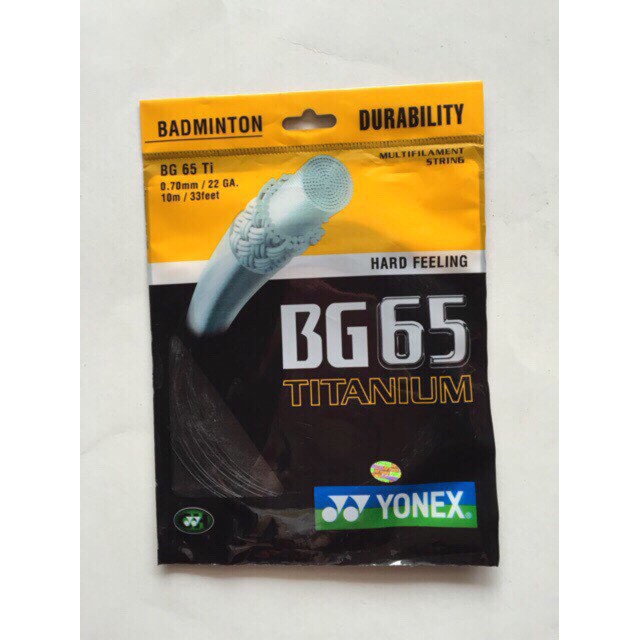 BADMINTON
DURABILITY
MULTIFILAMENT
STRING
BG 65 Ti
0.70mm / 22 GA.
10m / 33feet
HARD FEELING
BG65
TITANIUM
YONEX®